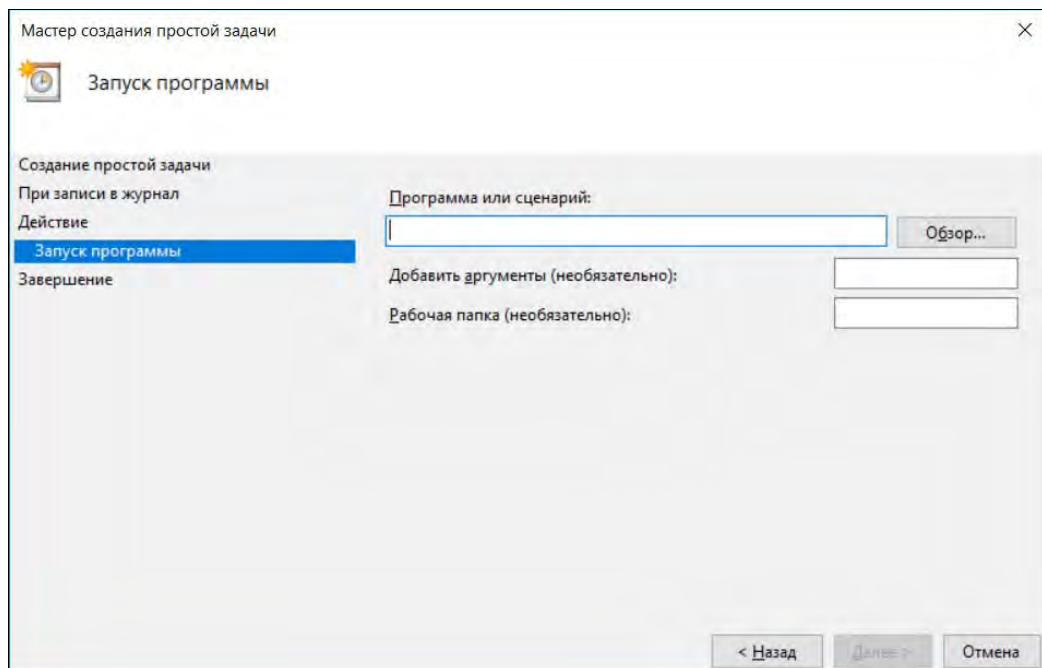 Мастер создания простой задачи
Запуск программы
Создание простой задачи
При записи в журнал
Действие
Запуск программы
Завершение
Программа или сценарий:
Обзор...
Добавить аргументы (необязательно):
Рабочая папка (необязательно):
< Назад
Далее >
Отмена